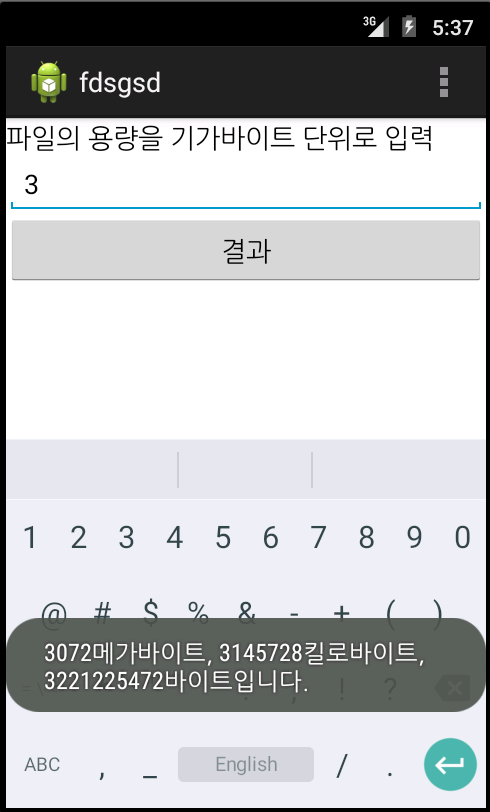 3G 5:37
fdsgsd
파일의 용량을 기가바이트 단위로 입력
3
결과
1 2 3 4 5 6 7 8 9 0
@ # $ % & - + ( )
3072메가바이트, 3145728킬로바이트,
3221225472바이트입니다.
! ?
ABC , _ English / .